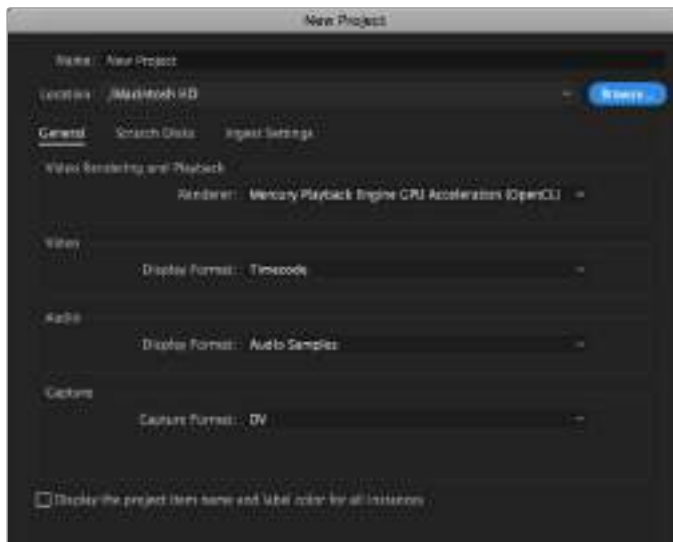 New Project
Name: New Project
Location: /Macintosh HD Browse...
General Scratch Disks Ingest Settings
Video Rendering and Playback
Renderer: Mercury Playback Engine GPU Acceleration (OpenCL)
Video
Display Format: Timecode
Audio
Display Format: Audio Samples
Capture
Capture Format: DV
Display the project item name and label color for all instances